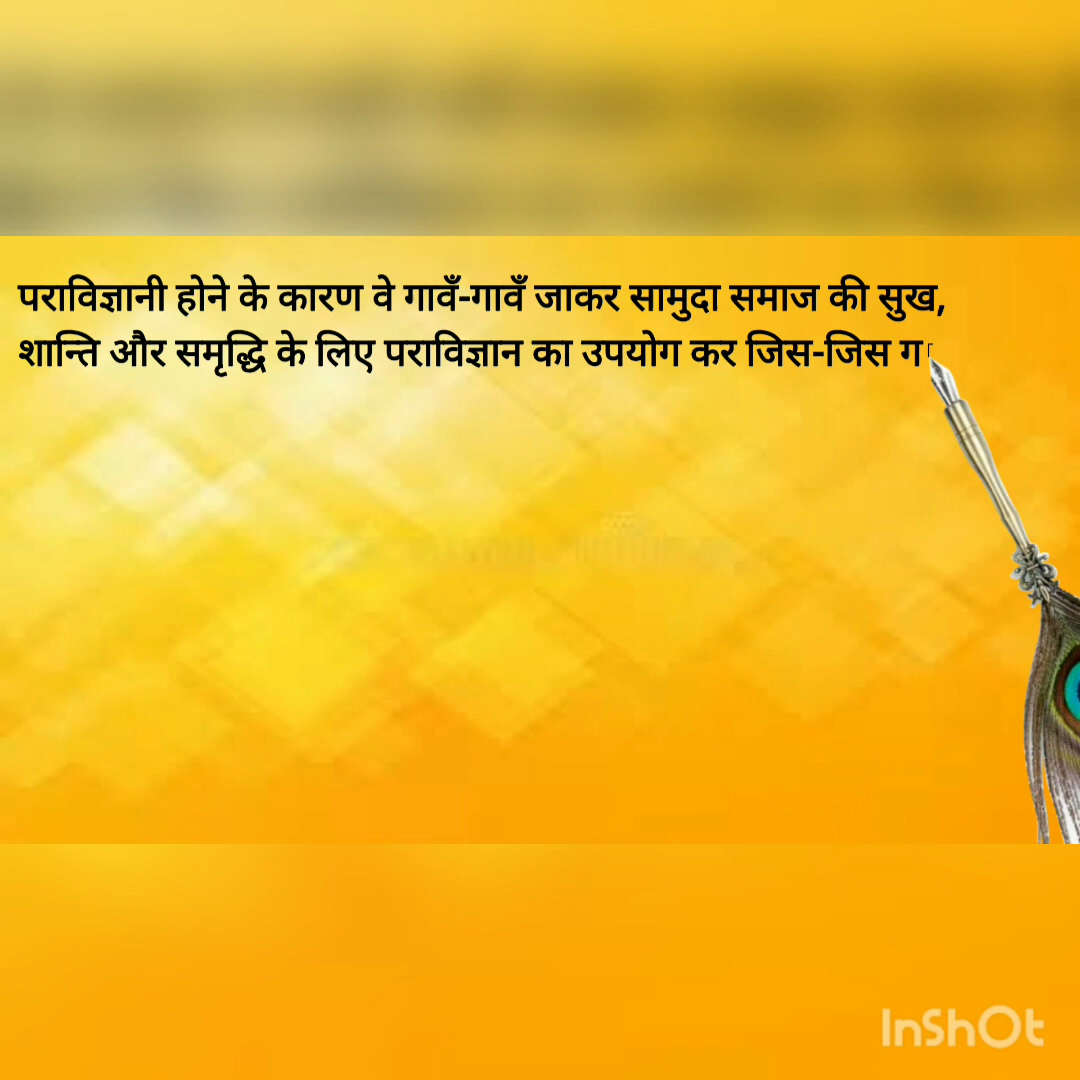 पराविज्ञानी होने के कारण वे गावँ-गावँ जाकर सामुदा समाज की सुख,
शान्ति और समृद्धि के लिए पराविज्ञान का उपयोग कर जिस-जिस ग
InShOt